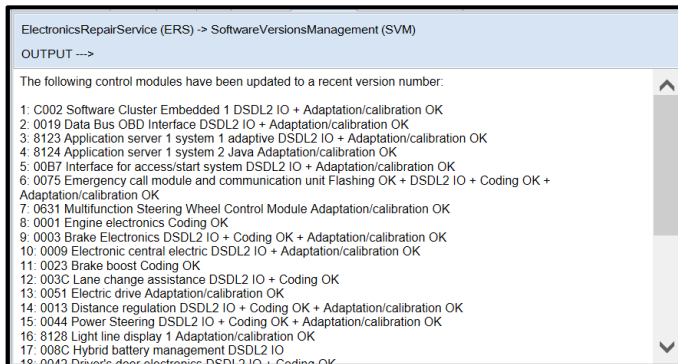 ElectronicsRepairService (ERS) -> SoftwareVersionsManagement (SVM)
OUTPUT --->
The following control modules have been updated to a recent version number:
1: C002 Software Cluster Embedded 1 DSDL2 IO + Adaptation/calibration OK
2: 0019 Data Bus OBD Interface DSDL2 IO + Adaptation/calibration OK
3: 8123 Application server 1 system 1 adaptive DSDL2 IO + Adaptation/calibration OK
4: 8124 Application server 1 system 2 Java Adaptation/calibration OK
5: 00B7 Interface for access/start system DSDL2 IO + Adaptation/calibration OK
6: 0075 Emergency call module and communication unit Flashing OK + DSDL2 IO + Coding OK +
Adaptation/calibration OK
7: 0631 Multifunction Steering Wheel Control Module Adaptation/calibration OK
8: 0001 Engine electronics Coding OK
9: 0003 Brake Electronics DSDL2 IO + Coding OK + Adaptation/calibration OK
10: 0009 Electronic central electric DSDL2 IO + Adaptation/calibration OK
11: 0023 Brake boost Coding OK
12: 003C Lane change assistance DSDL2 IO + Coding OK
13: 0051 Electric drive Adaptation/calibration OK
14: 0013 Distance regulation DSDL2 IO + Coding OK + Adaptation/calibration OK
15: 0044 Power Steering DSDL2 IO + Coding OK + Adaptation/calibration OK
16: 8128 Light line display 1 Adaptation/calibration OK
17: 008C Hybrid battery management DSDL2 IO
18: 0042 Driver's door electronics DSDL2 IO + Coding OK